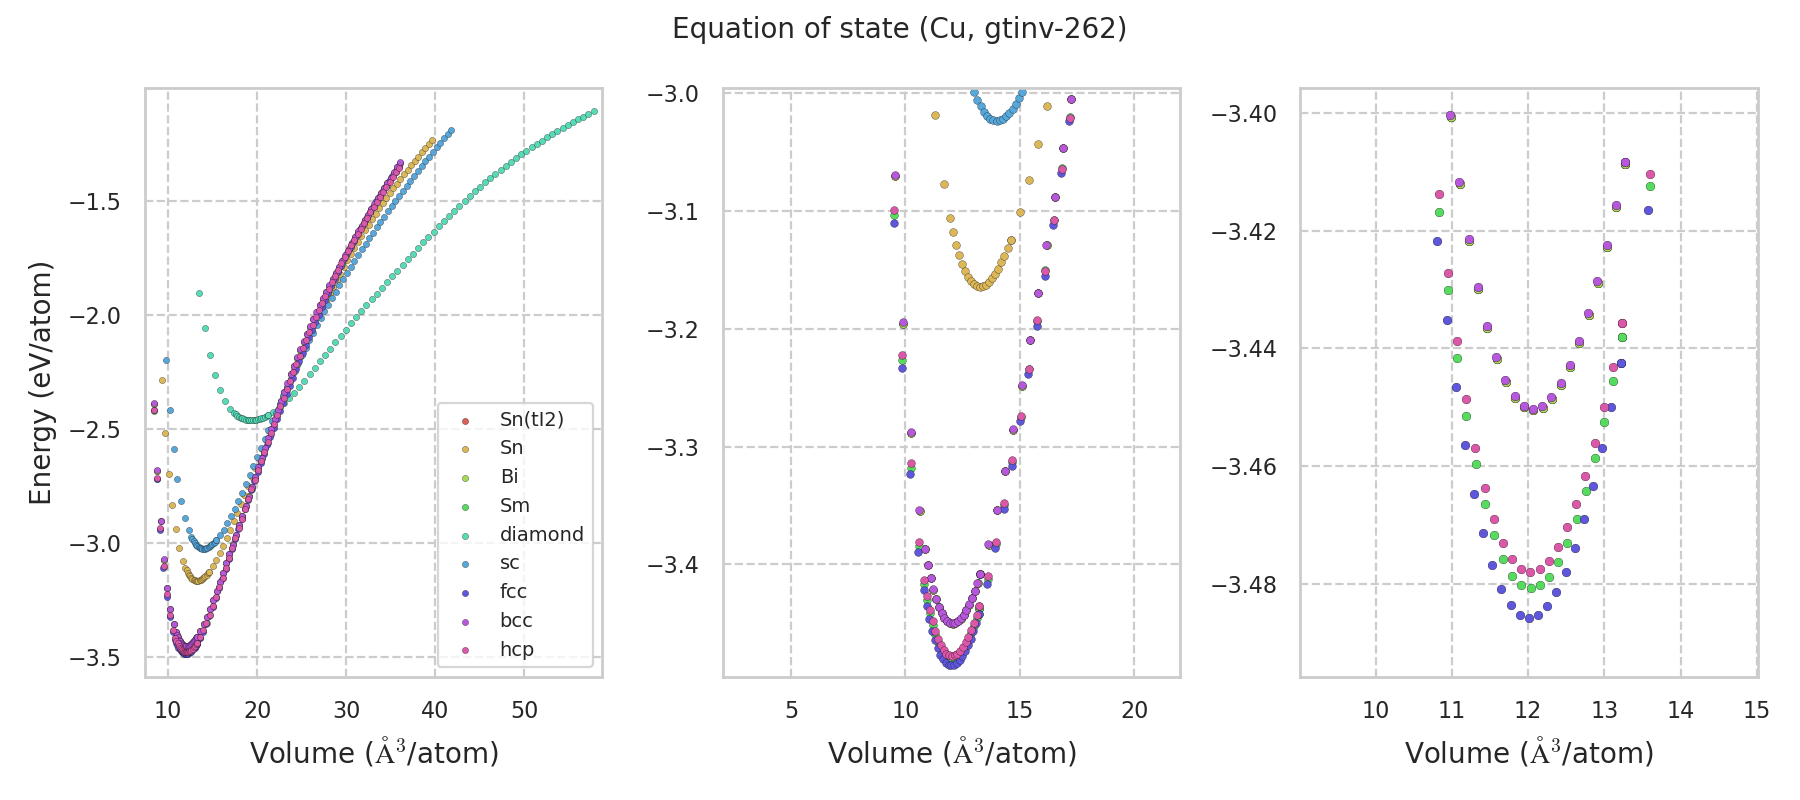 Equation of state (Cu, gtinv-262)
Energy (eV/atom)
−1.5
−2.0
−2.5
−3.0
−3.5
10 20 30 40 50
Volume (Å³/atom)
Sn(tI2)
Sn
Bi
Sm
diamond
sc
fcc
bcc
hcp
−3.0
−3.1
−3.2
−3.3
−3.4
5 10 15 20
Volume (Å³/atom)
−3.40
−3.42
−3.44
−3.46
−3.48
10 11 12 13 14 15
Volume (Å³/atom)